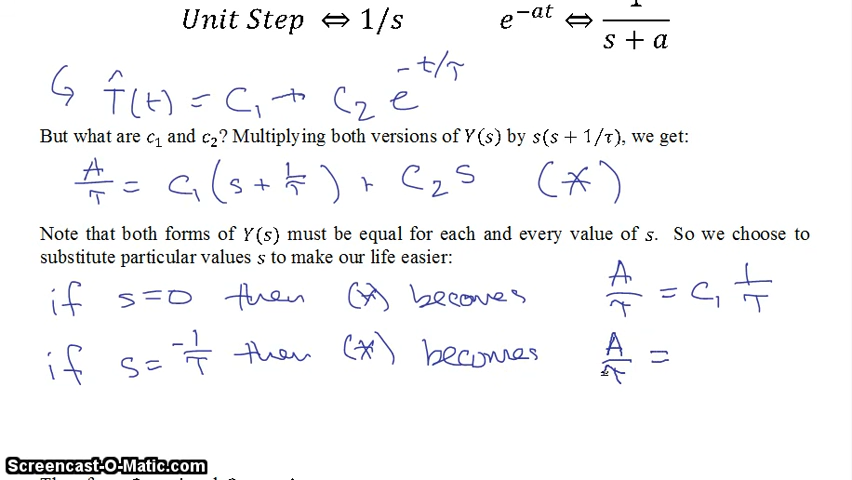 Unit Step ⇔ 1/s e^{-at} ⇔ 1/(s + a)
↳ T̂(t) = C₁ + C₂ e^{-t/τ}
But what are c₁ and c₂? Multiplying both versions of Y(s) by s(s + 1/τ), we get:
A/τ = C₁(s + 1/τ) + C₂s (*)
Note that both forms of Y(s) must be equal for each and every value of s. So we choose to
substitute particular values s to make our life easier:
if s=0 then (*) becomes A/τ = C₁ 1/τ
if s= -1/τ then (*) becomes A/τ =
Screencast-O-Matic.com